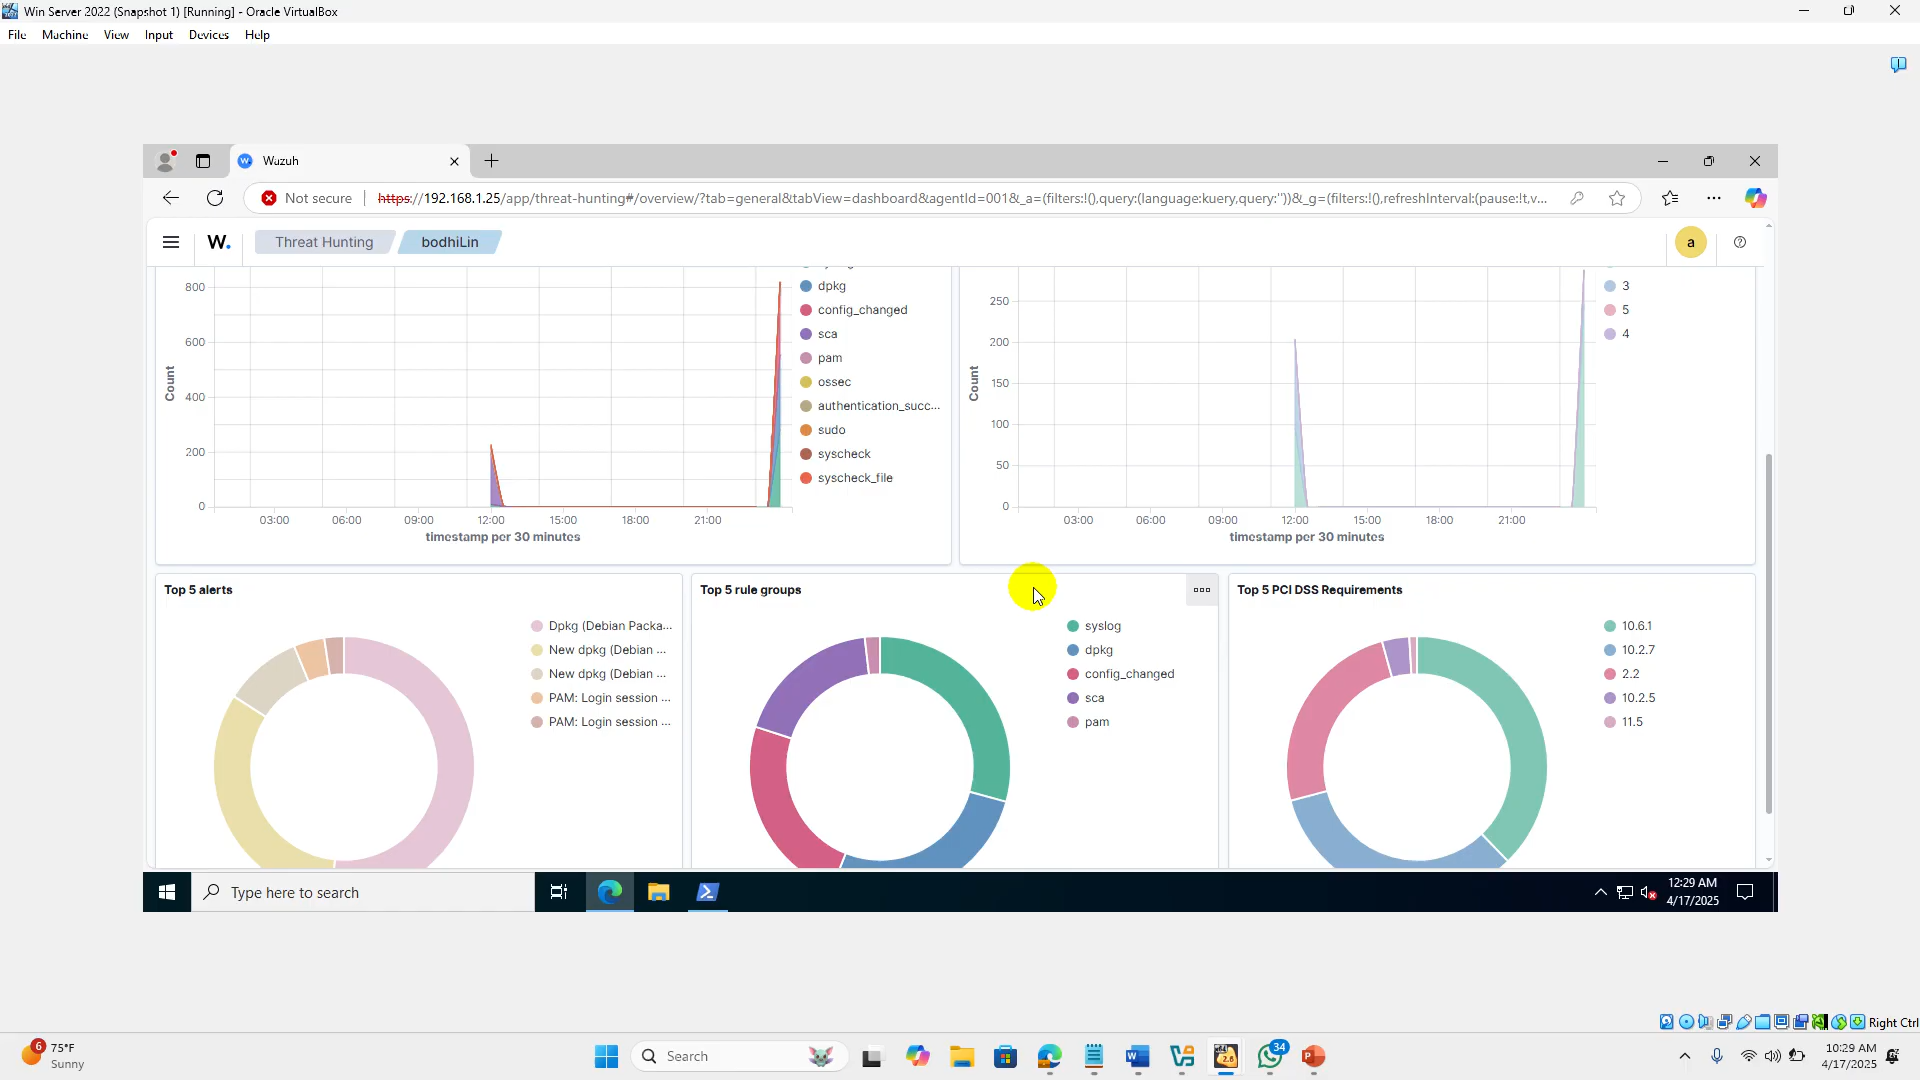 Win Server 2022 (Snapshot 1) [Running] - Oracle VirtualBox
File Machine View Input Devices Help
Wazuh
Not secure https://192.168.1.25/app/threat-hunting#/overview/?tab=general&tabView=dashboard&agentId=001&_a=(filters:!(),query:(language:kuery,query:''))&_g=(filters:!(),refreshInterval:(pause:!t,v...
W. Threat Hunting bodhiLin a
800
600
400
200
0
Count
03:00 06:00 09:00 12:00 15:00 18:00 21:00
timestamp per 30 minutes
dpkg
config_changed
sca
pam
ossec
authentication_succ...
sudo
syscheck
syscheck_file
250
200
150
100
50
0
Count
03:00 06:00 09:00 12:00 15:00 18:00 21:00
timestamp per 30 minutes
3
5
4
Top 5 alerts
Dpkg (Debian Packa...
New dpkg (Debian ...
New dpkg (Debian ...
PAM: Login session ...
PAM: Login session ...
Top 5 rule groups
syslog
dpkg
config_changed
sca
pam
Top 5 PCI DSS Requirements
10.6.1
10.2.7
2.2
10.2.5
11.5
Type here to search
12:29 AM
4/17/2025
Right Ctrl
6
75°F
Sunny
Search
34
10:29 AM
4/17/2025